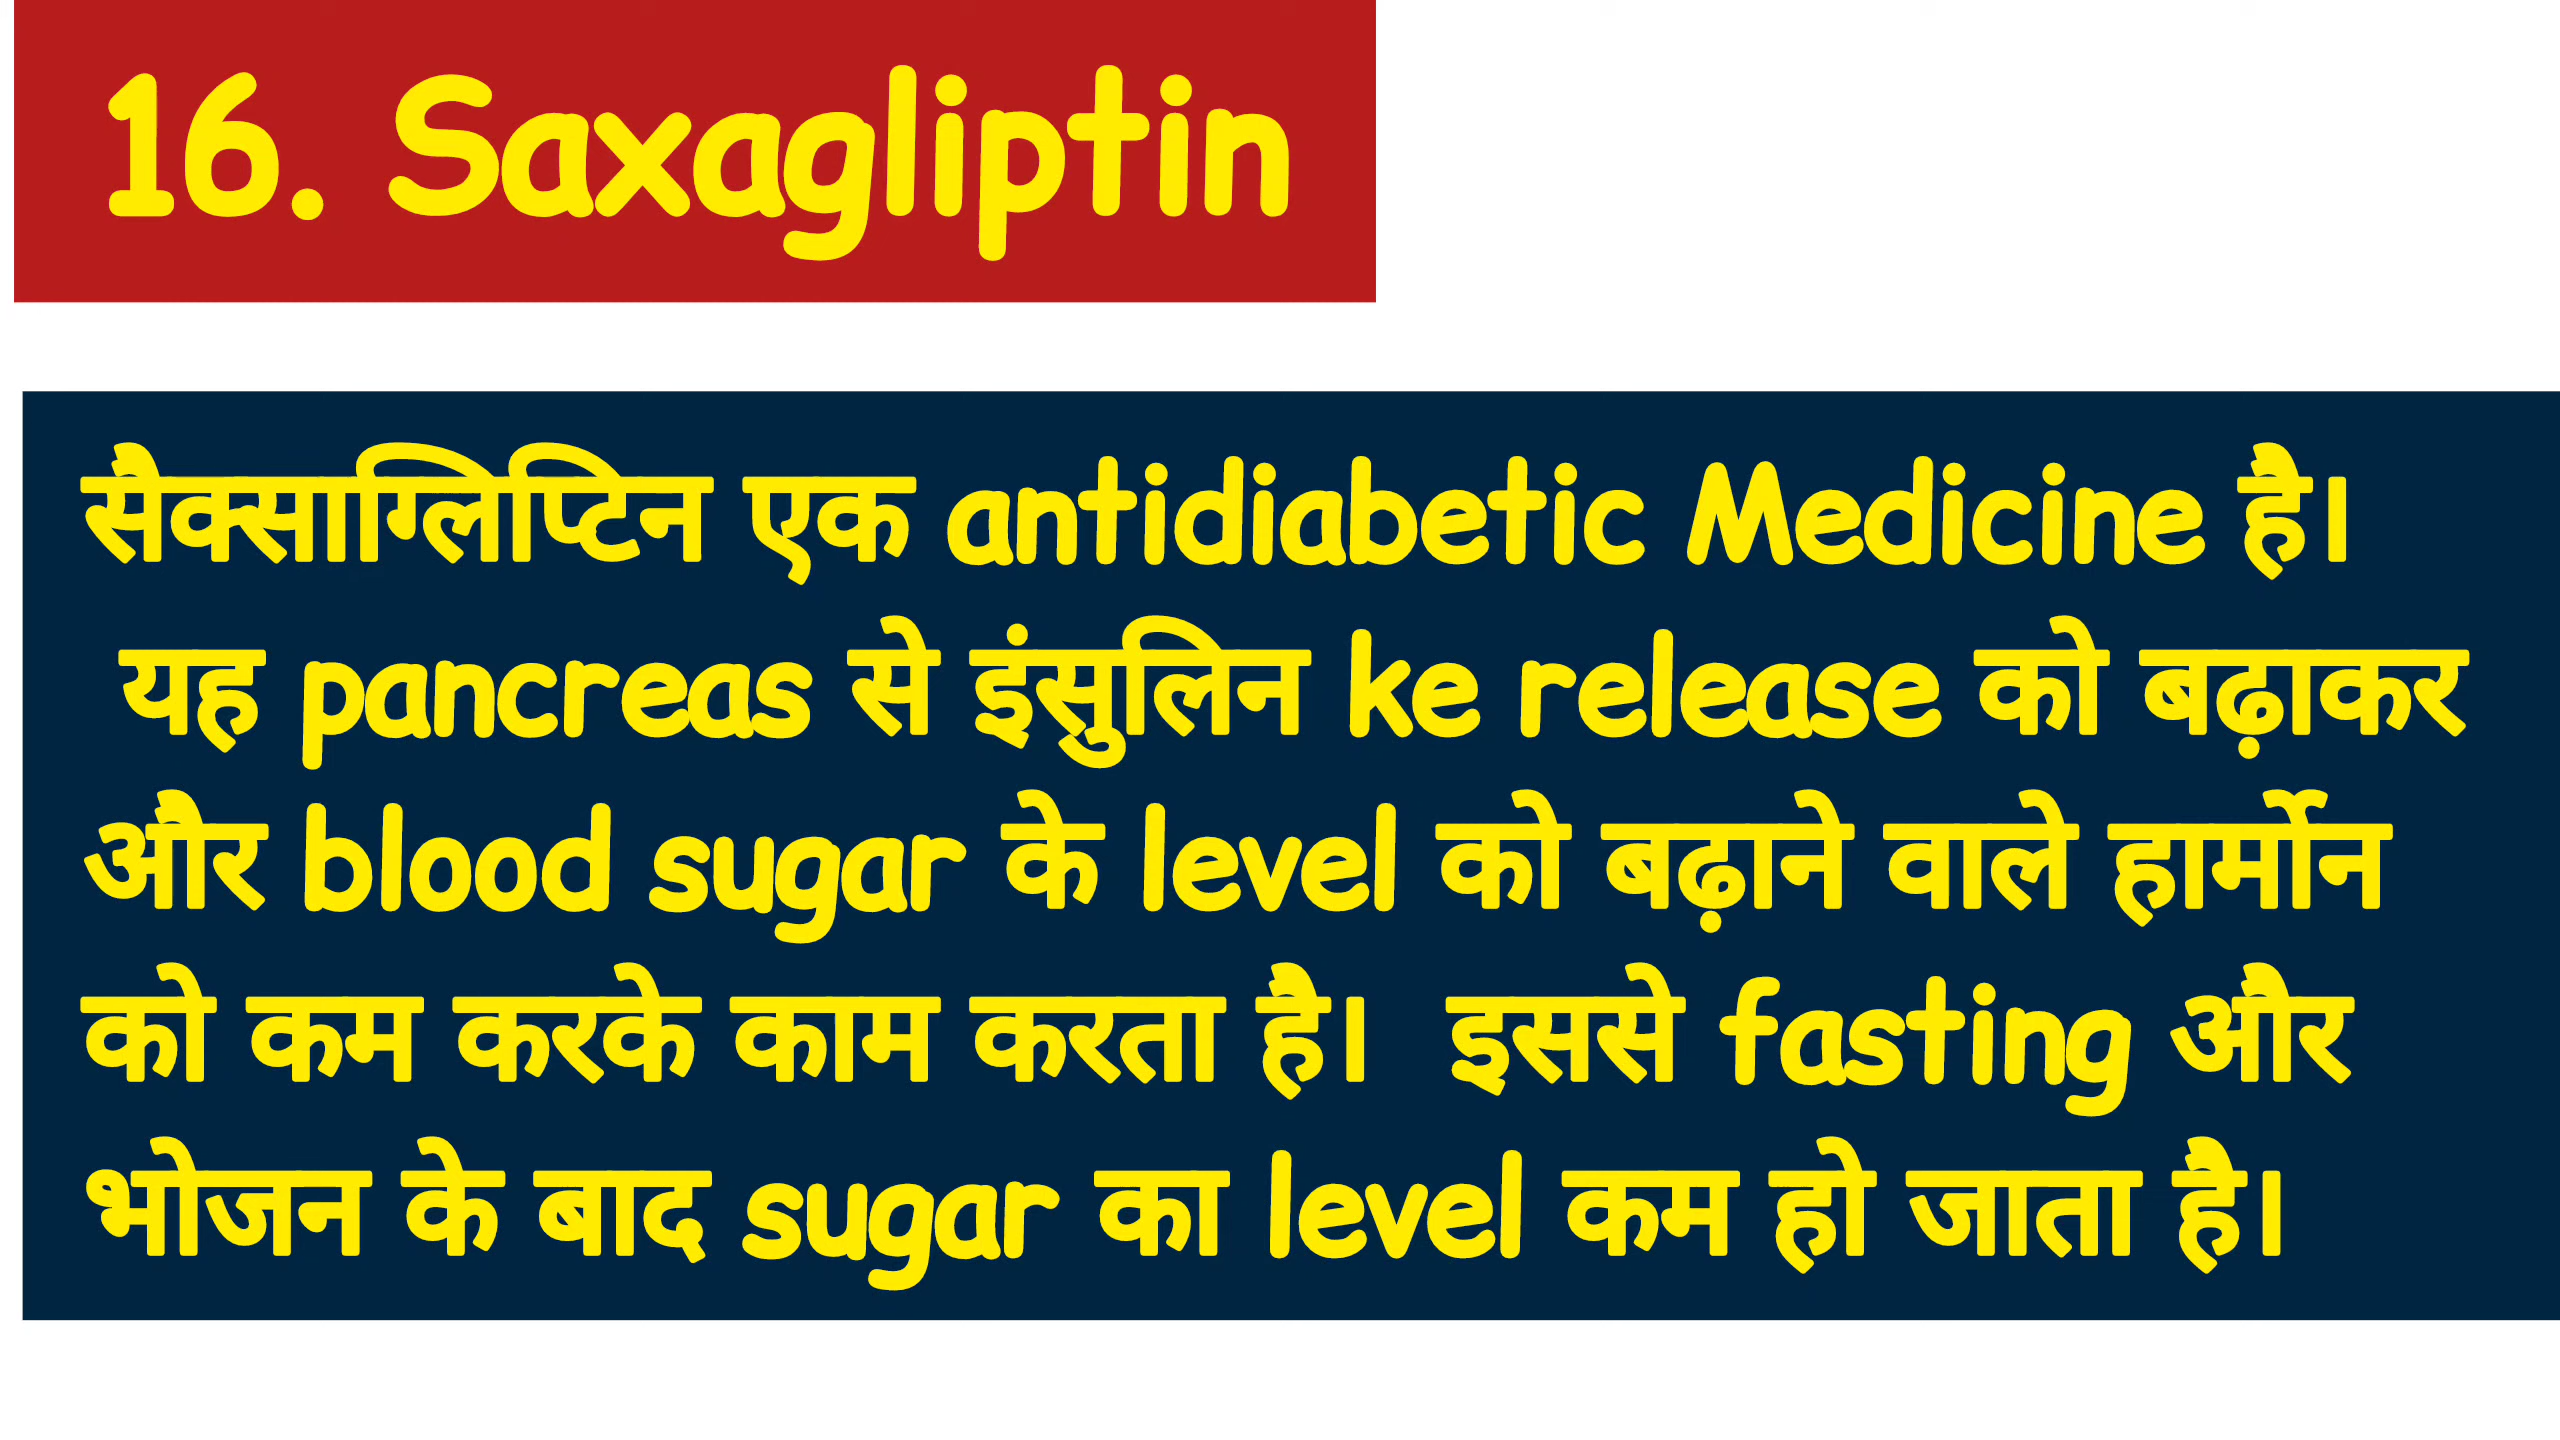 16. Saxagliptin
सैक्साग्लिप्टिन एक antidiabetic Medicine है।
यह pancreas से इंसुलिन ke release को बढ़ाकर
और blood sugar के level को बढ़ाने वाले हार्मोन
को कम करके काम करता है। इससे fasting और
भोजन के बाद sugar का level कम हो जाता है।